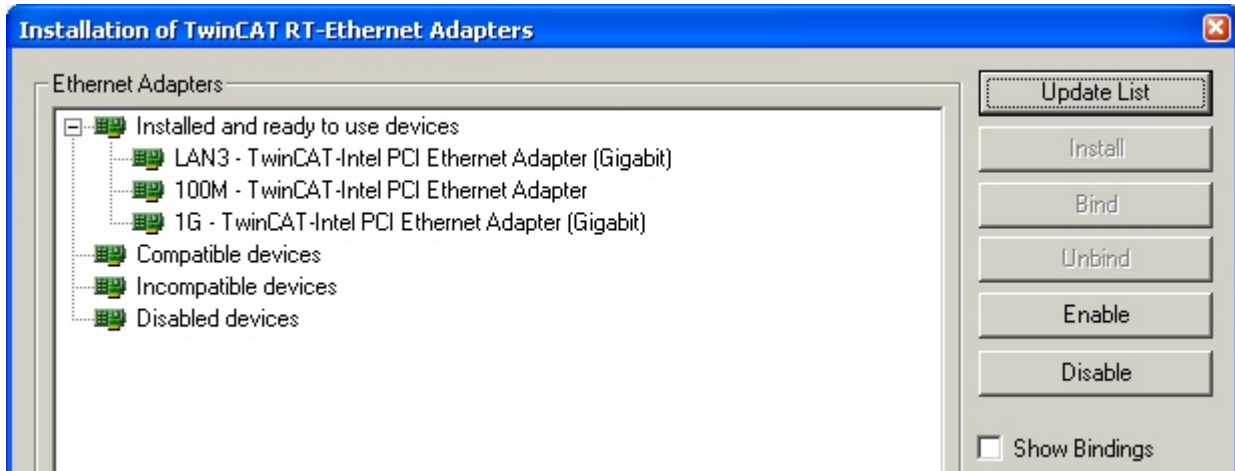 Installation of TwinCAT RT-Ethernet Adapters
Ethernet Adapters
Installed and ready to use devices
LAN3 - TwinCAT-Intel PCI Ethernet Adapter (Gigabit)
100M - TwinCAT-Intel PCI Ethernet Adapter
1G - TwinCAT-Intel PCI Ethernet Adapter (Gigabit)
Compatible devices
Incompatible devices
Disabled devices
Update List
Install
Bind
Unbind
Enable
Disable
Show Bindings